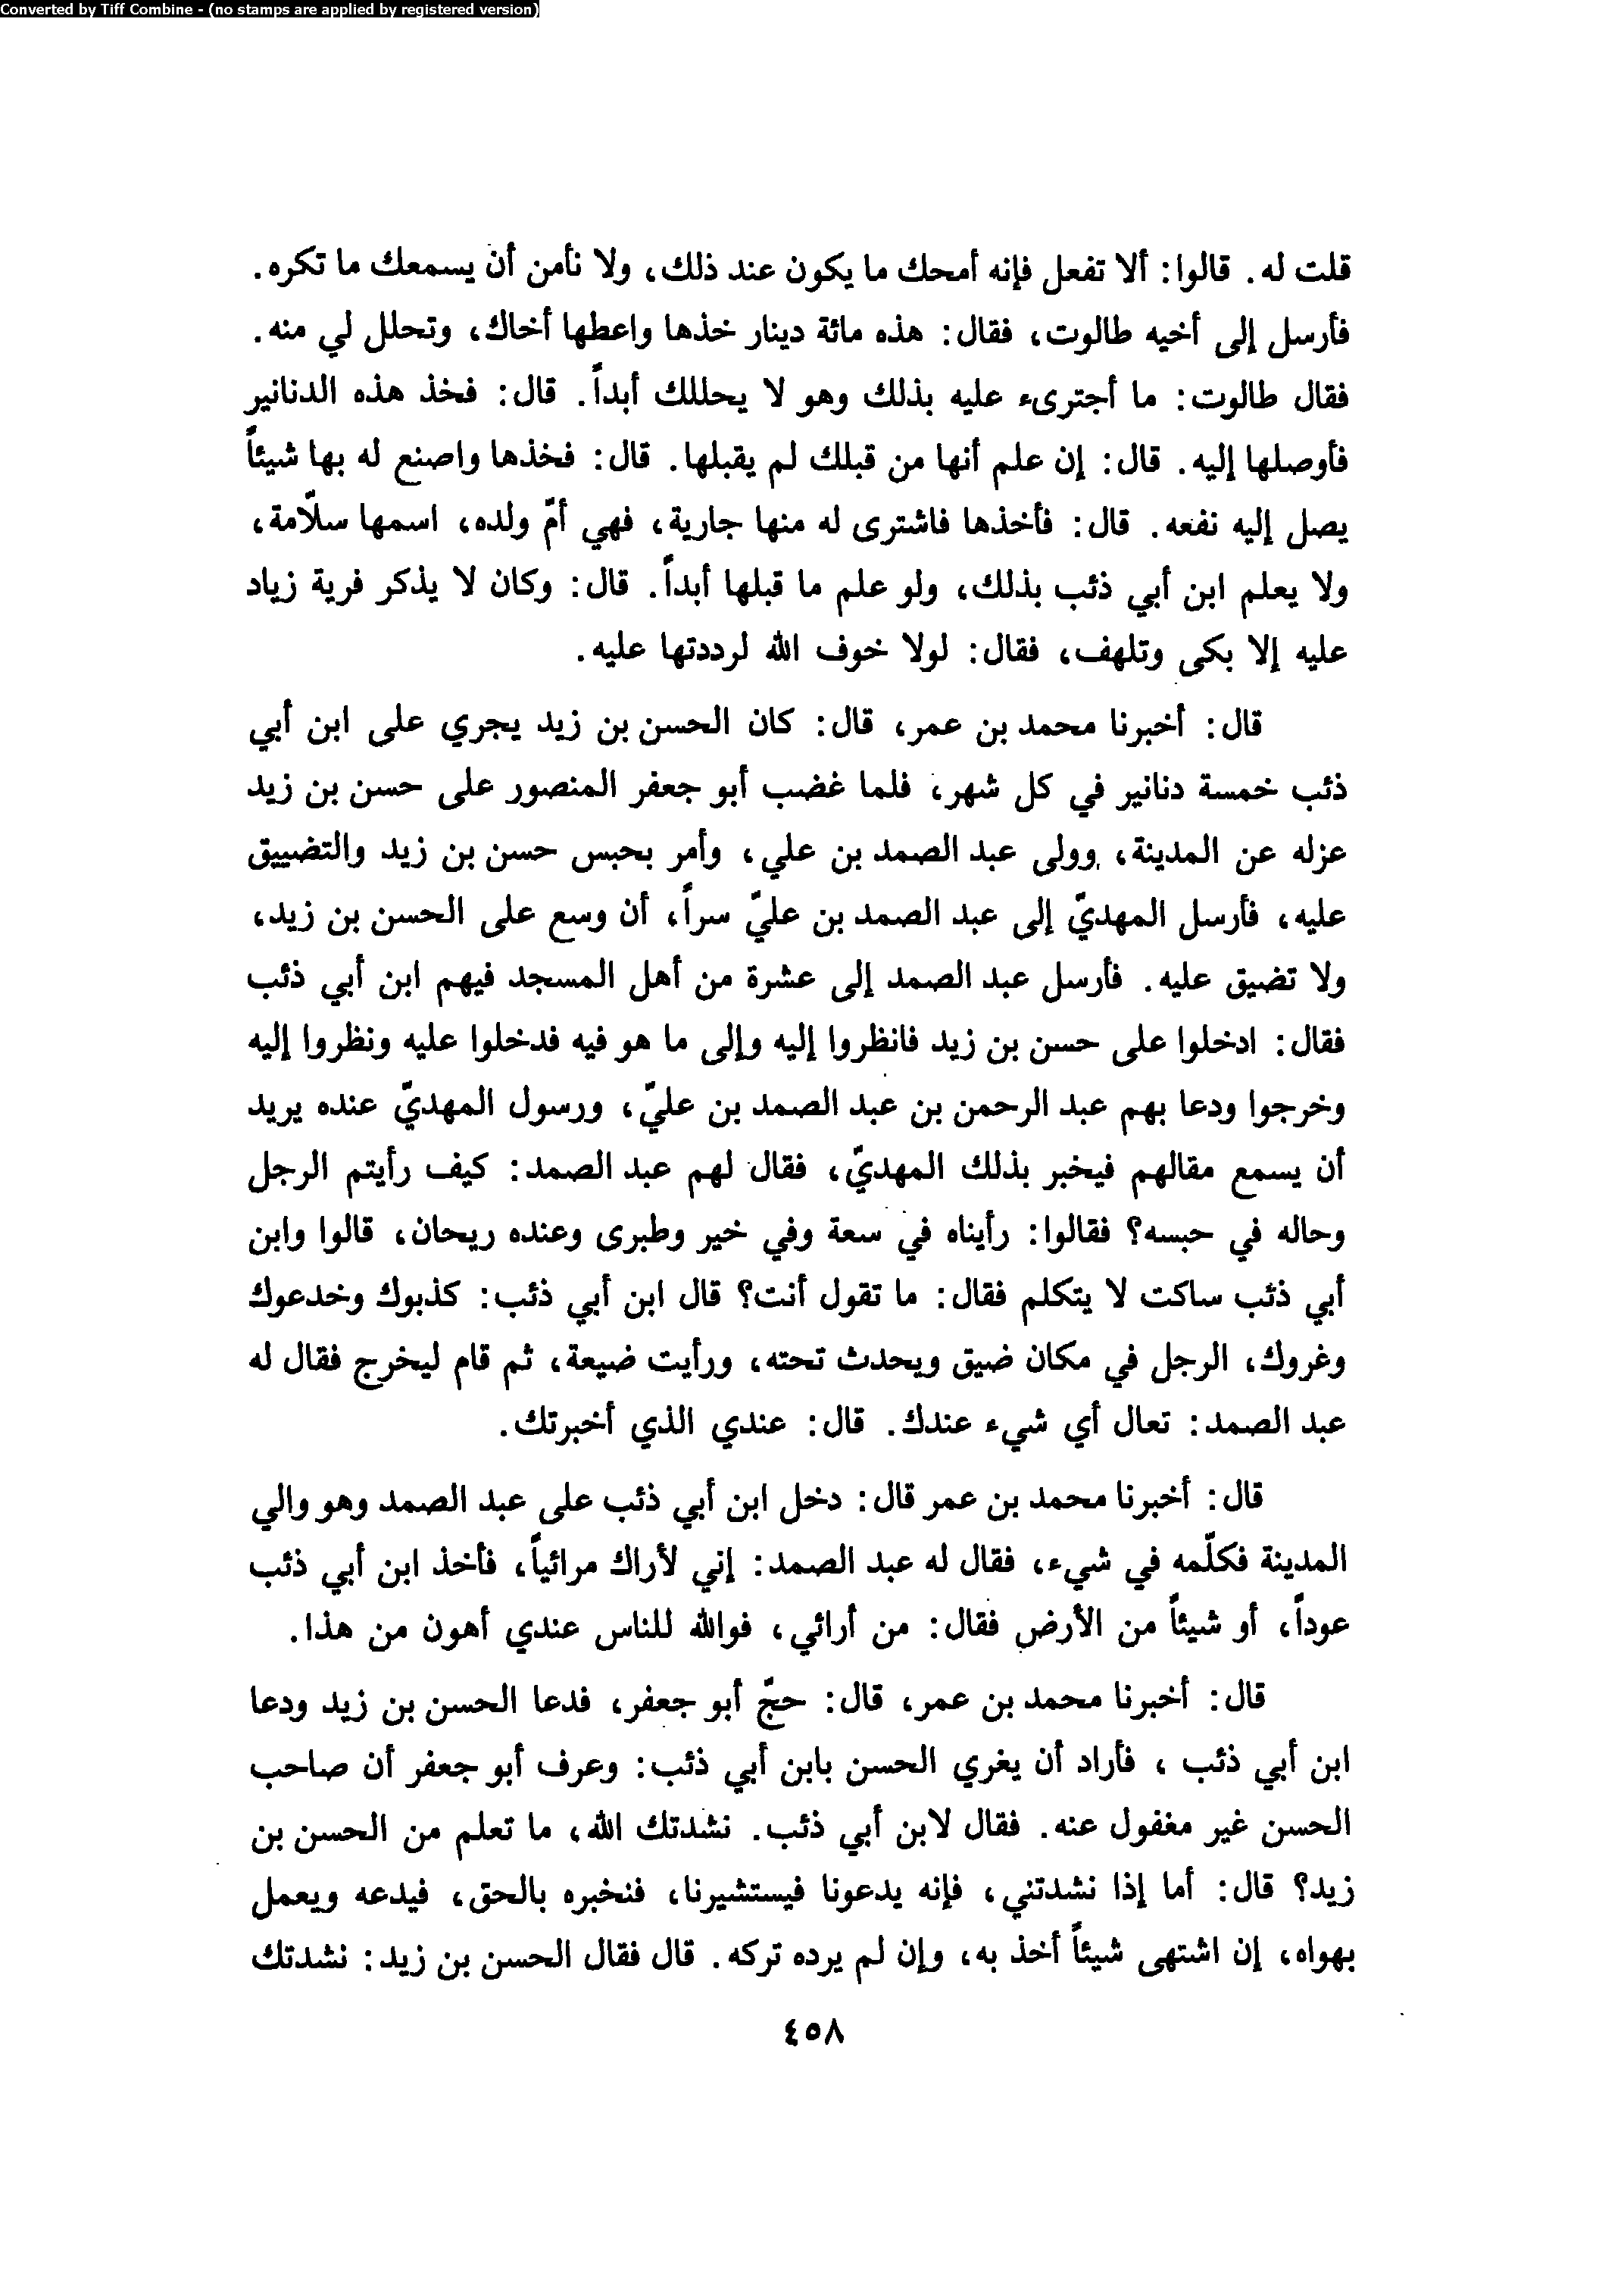 Converted by Tiff Combine - (no stamps are applied by registered version)
قلت له. قالوا: ألا تفعل فإنه أمحك ما يكون عند ذلك، ولا نأمن أن يسمعك ما تكره.
فأرسل إلى أخيه طالوت، فقال: هذه مائة دينار خذها واعطها أخاك، وتحلل لي منه.
فقال طالوت: ما أجترىء عليه بذلك وهو لا يحللك أبداً. قال: فخذ هذه الدنانير
فأوصلها إليه. قال: إن علم أنها من قبلك لم يقبلها. قال: فخذها واصنع له بها شيئاً
يصل إليه نفعه. قال: فأخذها فاشترى له منها جارية، فهي أمّ ولده، اسمها سلاّمة،
ولا يعلم ابن أبي ذئب بذلك، ولو علم ما قبلها أبداً. قال: وكان لا يذكر فرية زياد
عليه إلا بكى وتلهف، فقال: لولا خوف الله لرددتها عليه.
قال: أخبرنا محمد بن عمر، قال: كان الحسن بن زيد يجري على ابن أبي
ذئب خمسة دنانير في كل شهر، فلما غضب أبو جعفر المنصور على حسن بن زيد
عزله عن المدينة، وولى عبد الصمد بن علي، وأمر بحبس حسن بن زيد والتضييق
عليه، فأرسل المهديّ إلى عبد الصمد بن عليّ سراً، أن وسع على الحسن بن زيد،
ولا تضيق عليه. فأرسل عبد الصمد إلى عشرة من أهل المسجد فيهم ابن أبي ذئب
فقال: ادخلوا على حسن بن زيد فانظروا إليه وإلى ما هو فيه فدخلوا عليه ونظروا إليه
وخرجوا ودعا بهم عبد الرحمن بن عبد الصمد بن عليّ، ورسول المهديّ عنده يريد
أن يسمع مقالهم فيخبر بذلك المهديّ، فقال لهم عبد الصمد: كيف رأيتم الرجل
وحاله في حبسه؟ فقالوا: رأيناه في سعة وفي خير وطبرى وعنده ريحان، قالوا وابن
أبي ذئب ساكت لا يتكلم فقال: ما تقول أنت؟ قال ابن أبي ذئب: كذبوك وخدعوك
وغروك، الرجل في مكان ضيق ويحدث تحته، ورأيت ضيعة، ثم قام ليخرج فقال له
عبد الصمد: تعال أي شيء عندك. قال: عندي الذي أخبرتك.
قال: أخبرنا محمد بن عمر قال: دخل ابن أبي ذئب على عبد الصمد وهو والي
المدينة فكلّمه في شيء، فقال له عبد الصمد: إني لأراك مرائياً، فأخذ ابن أبي ذئب
عوداً، أو شيئاً من الأرض فقال: من أرائي، فوالله للناس عندي أهون من هذا.
قال: أخبرنا محمد بن عمر، قال: حجّ أبو جعفر، فدعا الحسن بن زيد ودعا
ابن أبي ذئب ، فأراد أن يغري الحسن بابن أبي ذئب: وعرف أبو جعفر أن صاحب
الحسن غير مغفول عنه. فقال لابن أبي ذئب. نشدتك الله، ما تعلم من الحسن بن
زيد؟ قال: أما إذا نشدتني، فإنه يدعونا فيستشيرنا، فنخبره بالحق، فيدعه ويعمل
بهواه، إن اشتهى شيئاً أخذ به، وإن لم يرده تركه. قال فقال الحسن بن زيد: نشدتك
٤٥٨